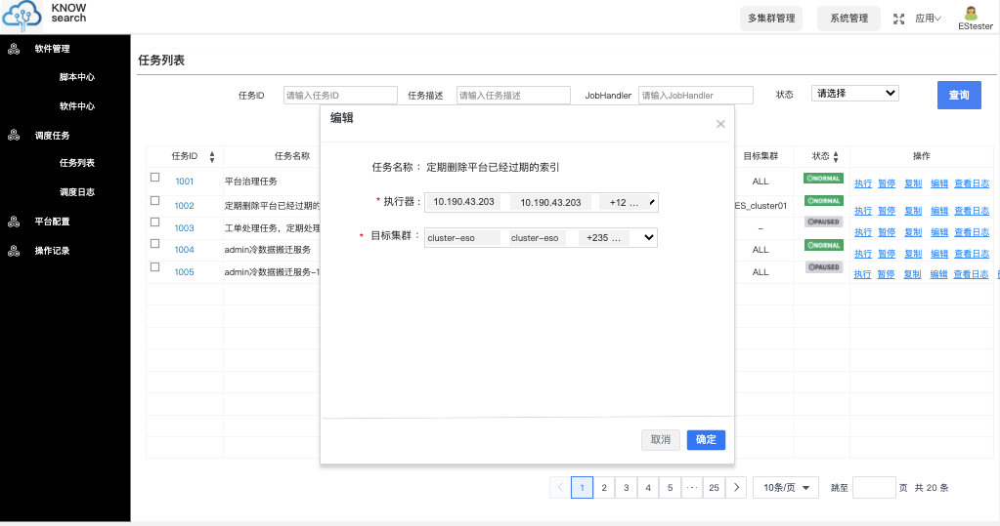 KNOW
search
多集群管理
系统管理
应用
EStester
软件管理
脚本中心
软件中心
调度任务
任务列表
调度日志
平台配置
操作记录
任务列表
任务ID 请输入任务ID 任务描述 请输入任务描述 JobHandler 请输入JobHandler 状态 请选择 查询
任务ID 任务名称 目标集群 状态 操作
1001 平台治理任务 ALL NORMAL 执行 暂停 复制 编辑 查看日志
1002 定期删除平台已经过期的 ES_cluster01 NORMAL 执行 暂停 复制 编辑 查看日志
1003 工单处理任务，定期处理 – PAUSED 执行 暂停 复制 编辑 查看日志
1004 admin冷数据搬迁服务 ALL NORMAL 执行 暂停 复制 编辑 查看日志
1005 admin冷数据搬迁服务-1 ALL PAUSED 执行 暂停 复制 编辑 查看日志
编辑
任务名称： 定期删除平台已经过期的索引
* 执行器： 10.190.43.203 10.190.43.203 +12 ...
* 目标集群： cluster-eso cluster-eso +235 ...
取消 确定
1 2 3 4 5 ··· 25 10条/页 跳至 页 共 20 条